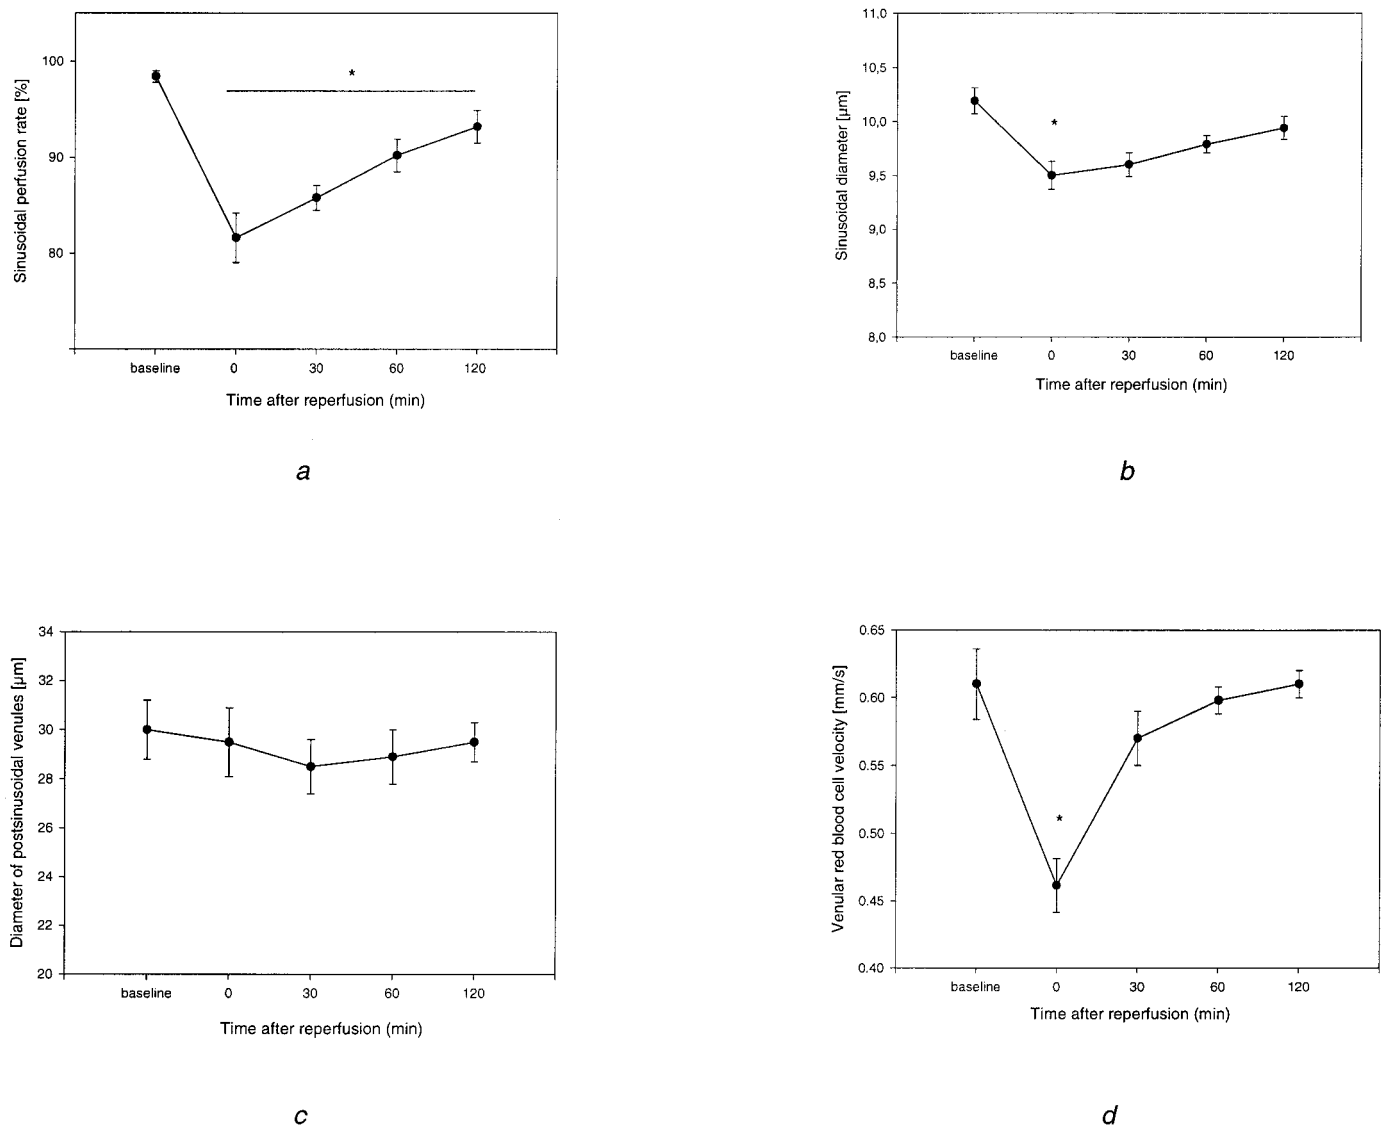 Sinusoidal perfusion rate [%]
100
90
80
*
baseline 0 30 60 120
Time after reperfusion (min)
a
Sinusoidal diameter [µm]
11,0
10,5
10,0
9,5
9,0
8,5
8,0
*
baseline 0 30 60 120
Time after reperfusion (min)
b
Diameter of postsinusoidal venules [µm]
34
32
30
28
26
24
22
20
baseline 0 30 60 120
Time after reperfusion (min)
c
Venular red blood cell velocity [mm/s]
0.65
0.60
0.55
0.50
0.45
0.40
*
baseline 0 30 60 120
Time after reperfusion (min)
d